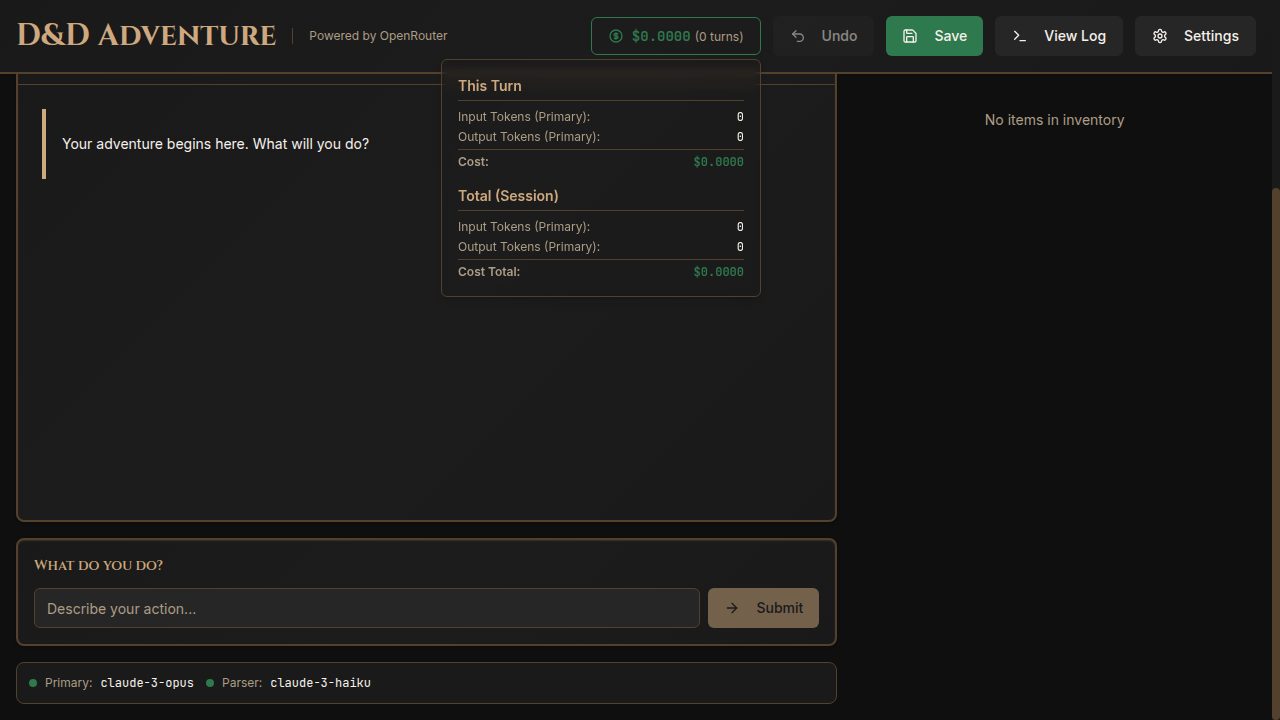 D&D Adventure
Powered by OpenRouter
$0.0000 (0 turns)
Undo
Save
View Log
Settings
This Turn
Input Tokens (Primary): 0
Output Tokens (Primary): 0
Cost: $0.0000
Total (Session)
Input Tokens (Primary): 0
Output Tokens (Primary): 0
Cost Total: $0.0000
Your adventure begins here. What will you do?
No items in inventory
What do you do?
Describe your action...
Submit
Primary: claude-3-opus Parser: claude-3-haiku